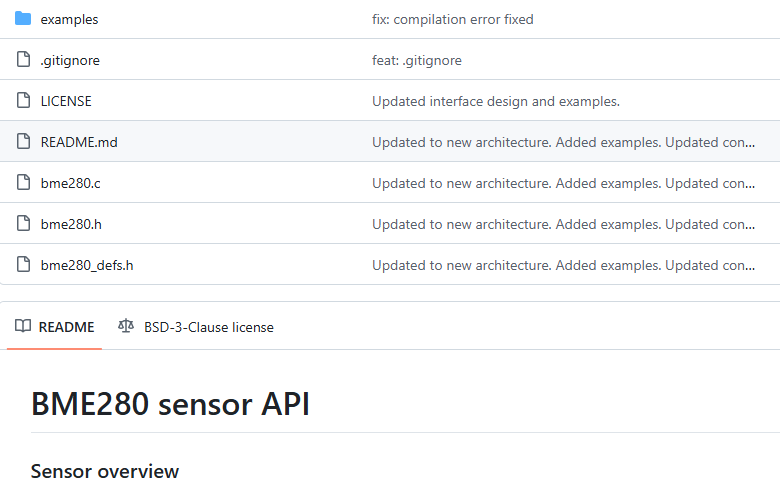 examples fix: compilation error fixed
.gitignore feat: .gitignore
LICENSE Updated interface design and examples.
README.md Updated to new architecture. Added examples. Updated con...
bme280.c Updated to new architecture. Added examples. Updated con...
bme280.h Updated to new architecture. Added examples. Updated con...
bme280_defs.h Updated to new architecture. Added examples. Updated con...
README BSD-3-Clause license
BME280 sensor API
Sensor overview